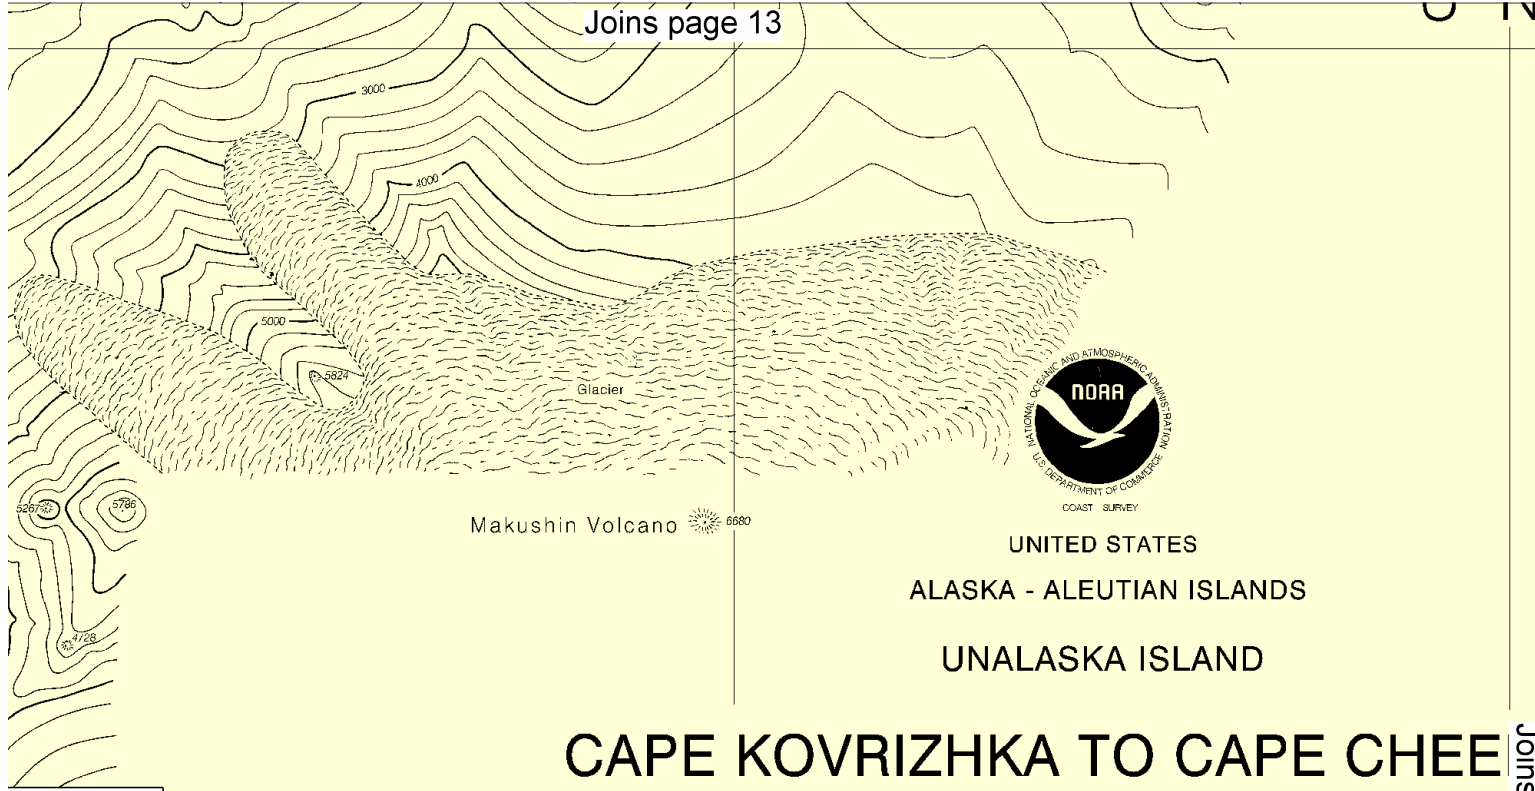 Joins page 13
U N
3000
4000
5000
5824
Glacier
NATIONAL OCEANIC AND ATMOSPHERIC ADMINISTRATION
NOAA
U.S. DEPARTMENT OF COMMERCE
COAST SURVEY
5267
5786
Makushin Volcano 6680
UNITED STATES
ALASKA - ALEUTIAN ISLANDS
4728
UNALASKA ISLAND
CAPE KOVRIZHKA TO CAPE CHEE
Joins